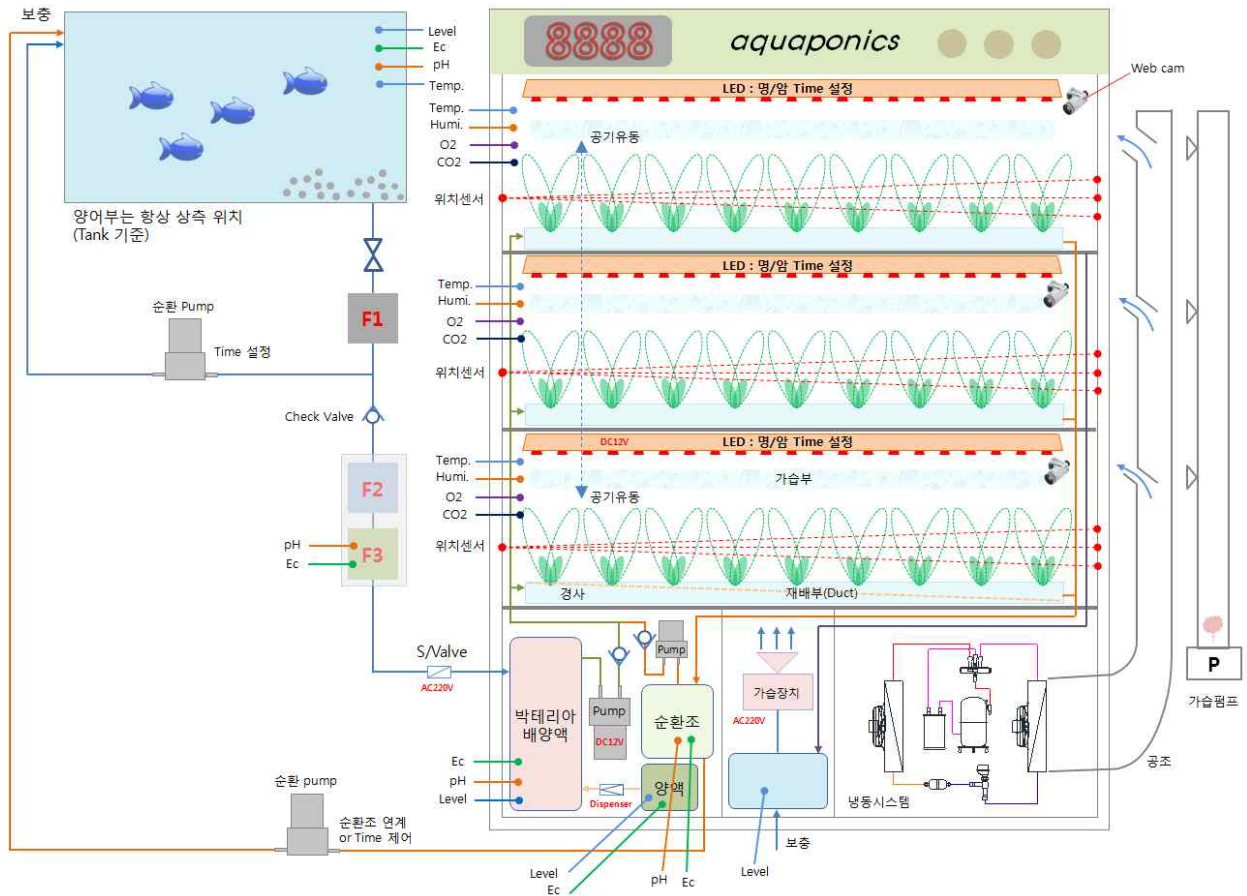 보충
Level
Ec
pH
Temp.
양어부는 항상 상측 위치
(Tank 기준)
순환 Pump
Time 설정
F1
Check Valve
F2
F3
pH
Ec
S/Valve
AC220V
8888
aquaponics
Web cam
LED : 명/암 Time 설정
Temp.
Humi.
O2
CO2
공기유동
위치센서
LED : 명/암 Time 설정
Temp.
Humi.
O2
CO2
위치센서
DC12V
LED : 명/암 Time 설정
Temp.
Humi.
O2
CO2
가습부
공기유동
위치센서
경사
재배부(Duct)
박테리아
배양액
Ec
pH
Level
Pump
DC12V
Pump
순환조
양액
Dispenser
Level
Ec
pH
Ec
가습장치
AC220V
보충
Level
냉동시스템
공조
P
가습펌프
순환 pump
순환조 연계
or Time 제어